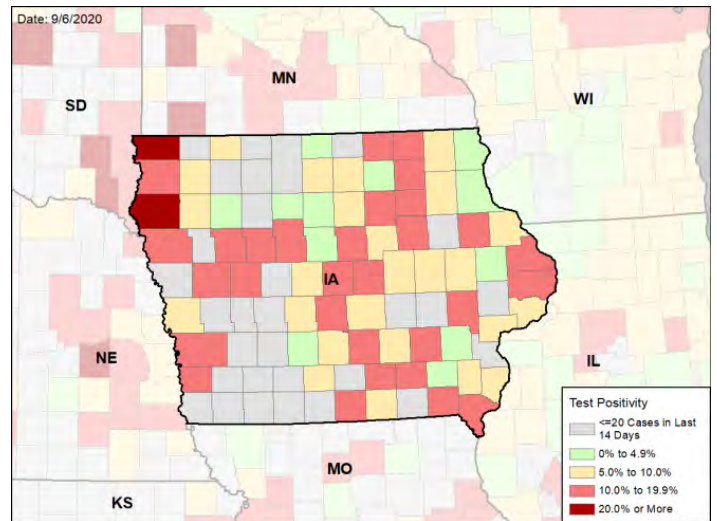 Date: 9/6/2020
MN
SD
WI
IA
NE
IL
MO
KS
Test Positivity
<=20 Cases in Last
14 Days
0% to 4.9%
5.0% to 10.0%
10.0% to 19.9%
20.0% or More